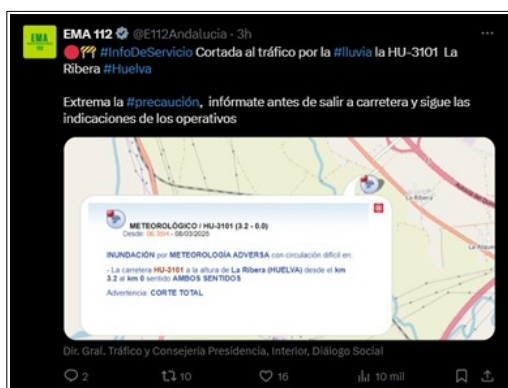 EMA 112 @E112Andalucia · 3h
#InfoDeServicio Cortada al tráfico por la #lluvia la HU-3101 La
Ribera #Huelva
Extrema la #precaución, infórmate antes de salir a carretera y sigue las
indicaciones de los operativos
METEOROLÓGICO / HU-3101 (3.2 - 0.0)
Desde: - 08/03/2025
INUNDACIÓN por METEOROLOGÍA ADVERSA con circulación difícil en:
- La carretera HU-3101 a la altura de La Ribera (HUELVA) desde el km
3.2 al km 0 sentido AMBOS SENTIDOS
Advertencia: CORTE TOTAL
La Ribera
Dir. Gral. Tráfico y Consejería Presidencia, Interior, Diálogo Social
2 10 16 10 mil